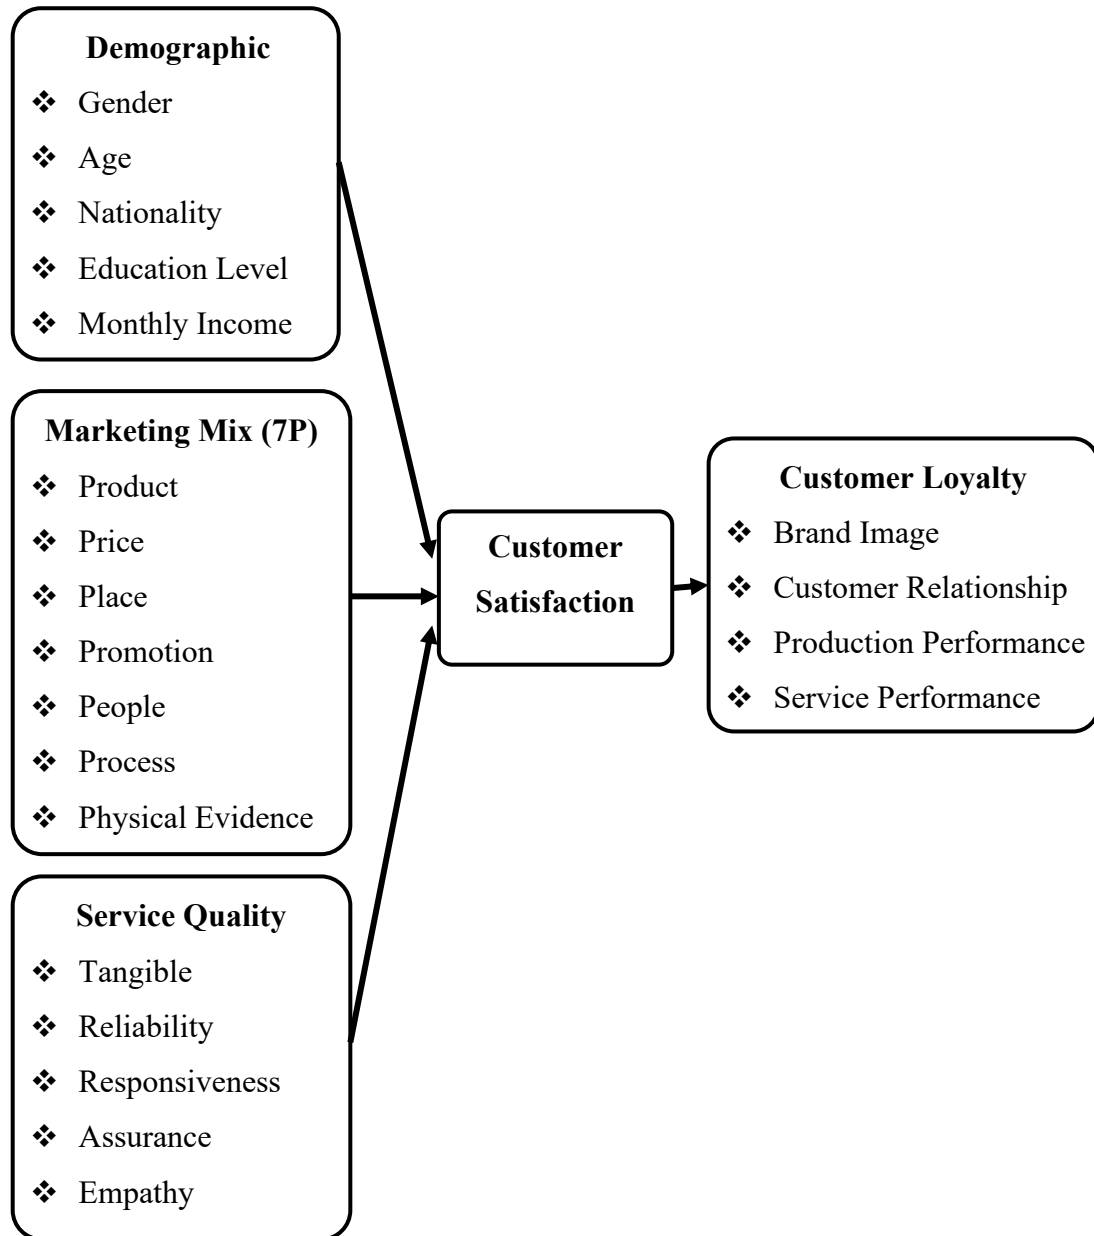 Demographic
❖ Gender
❖ Age
❖ Nationality
❖ Education Level
❖ Monthly Income
Marketing Mix (7P)
❖ Product
❖ Price
❖ Place
❖ Promotion
❖ People
❖ Process
❖ Physical Evidence
Service Quality
❖ Tangible
❖ Reliability
❖ Responsiveness
❖ Assurance
❖ Empathy
Customer
Satisfaction
Customer Loyalty
❖ Brand Image
❖ Customer Relationship
❖ Production Performance
❖ Service Performance